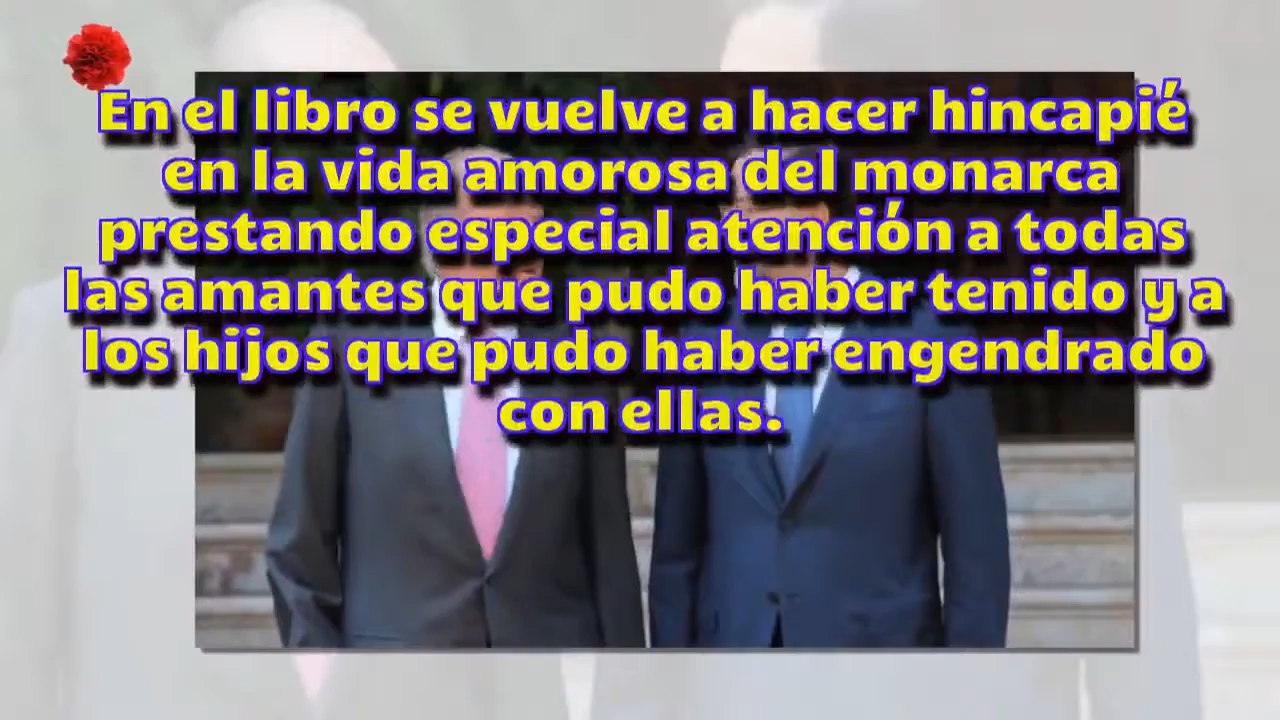 En el libro se vuelve a hacer hincapié
en la vida amorosa del monarca
prestando especial atención a todas
las amantes que pudo haber tenido y a
los hijos que pudo haber engendrado
con ellas.